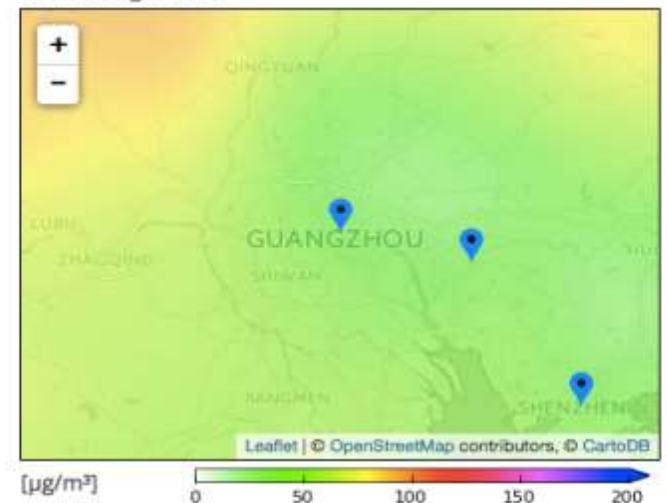 +
−
QINGYUAN
GUANGZHOU
ZHAOQING
SHIWAN
JIANGMEN
SHENZHEN
Leaflet | © OpenStreetMap contributors, © CartoDB
[µg/m³]
0 50 100 150 200